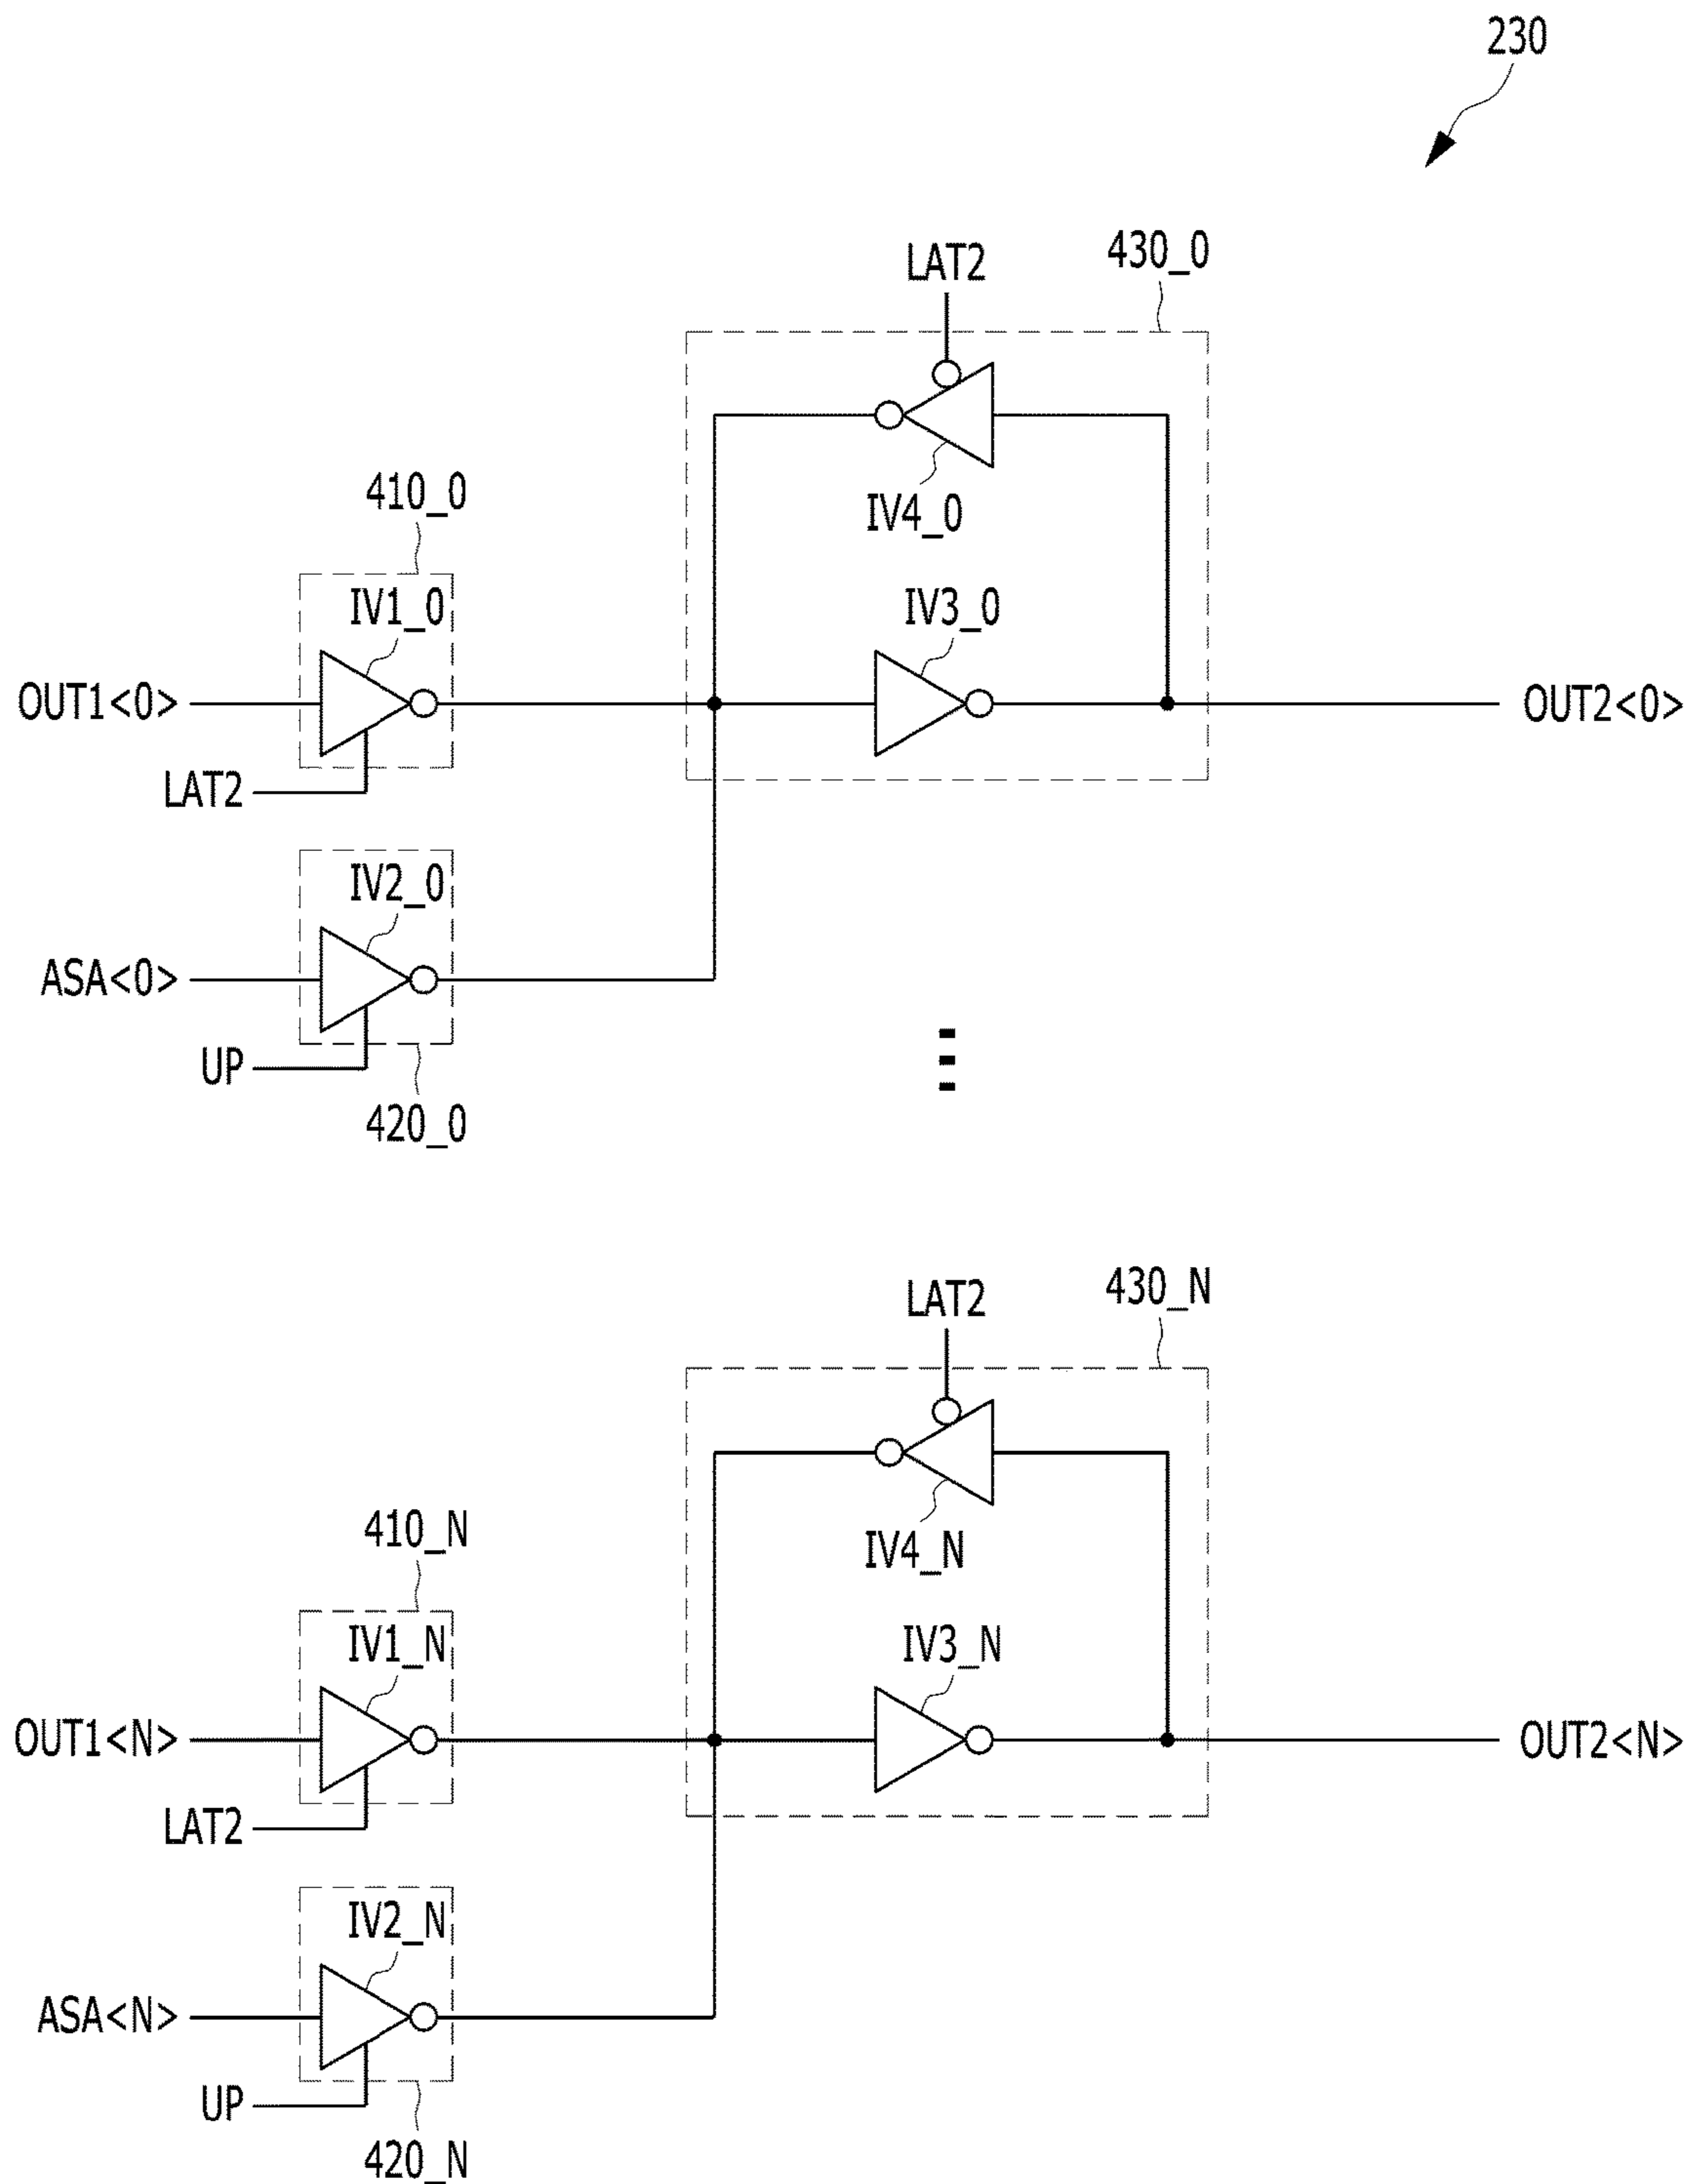 230
LAT2
430_0
IV4_0
410_0
IV1_0
IV3_0
OUT1<0>
OUT2<0>
LAT2
IV2_0
ASA<0>
UP
420_0
LAT2
430_N
IV4_N
410_N
IV1_N
IV3_N
OUT1<N>
OUT2<N>
LAT2
IV2_N
ASA<N>
UP
420_N